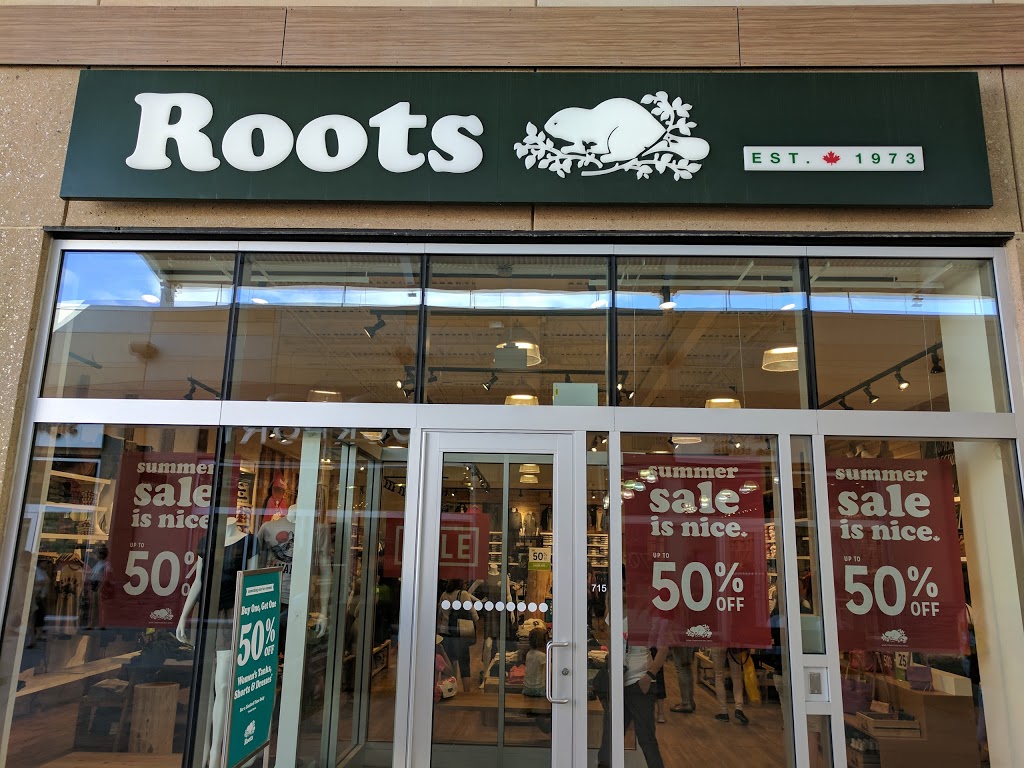 Roots
EST. 1973
summer
sale
is nice
UP TO
50%
summer
sale
is nice.
UP TO
50%
OFF
summer
sale
is nice.
UP TO
50%
OFF
50%
715
Buy One, Get One
50%
OFF
Women's Tanks,
Shorts & Dresses
Roots
25